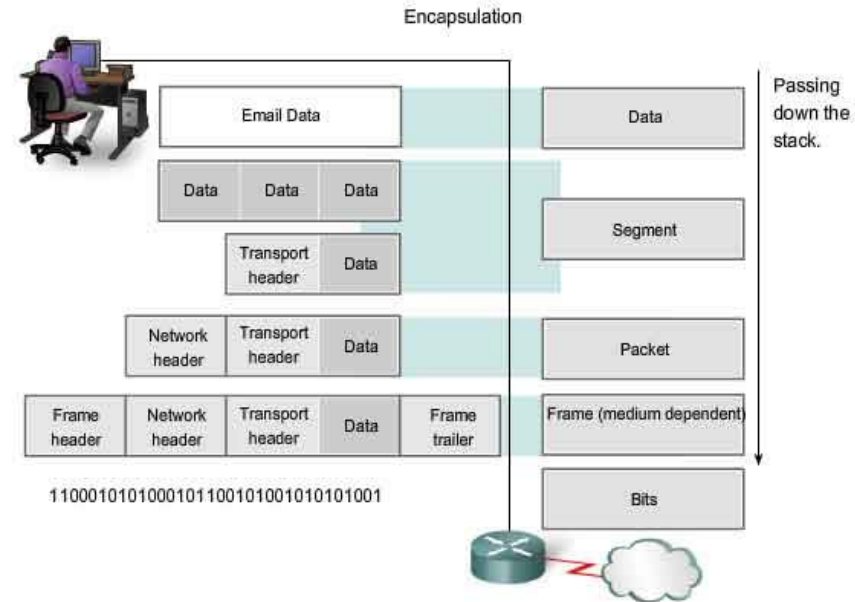 Encapsulation
Passing
down the
stack.
Email Data
Data
Data
Data
Data
Segment
Transport
header
Data
Network
header
Transport
header
Data
Packet
Frame
header
Network
header
Transport
header
Data
Frame
trailer
Frame (medium dependent)
1100010101000101100101001010101001
Bits